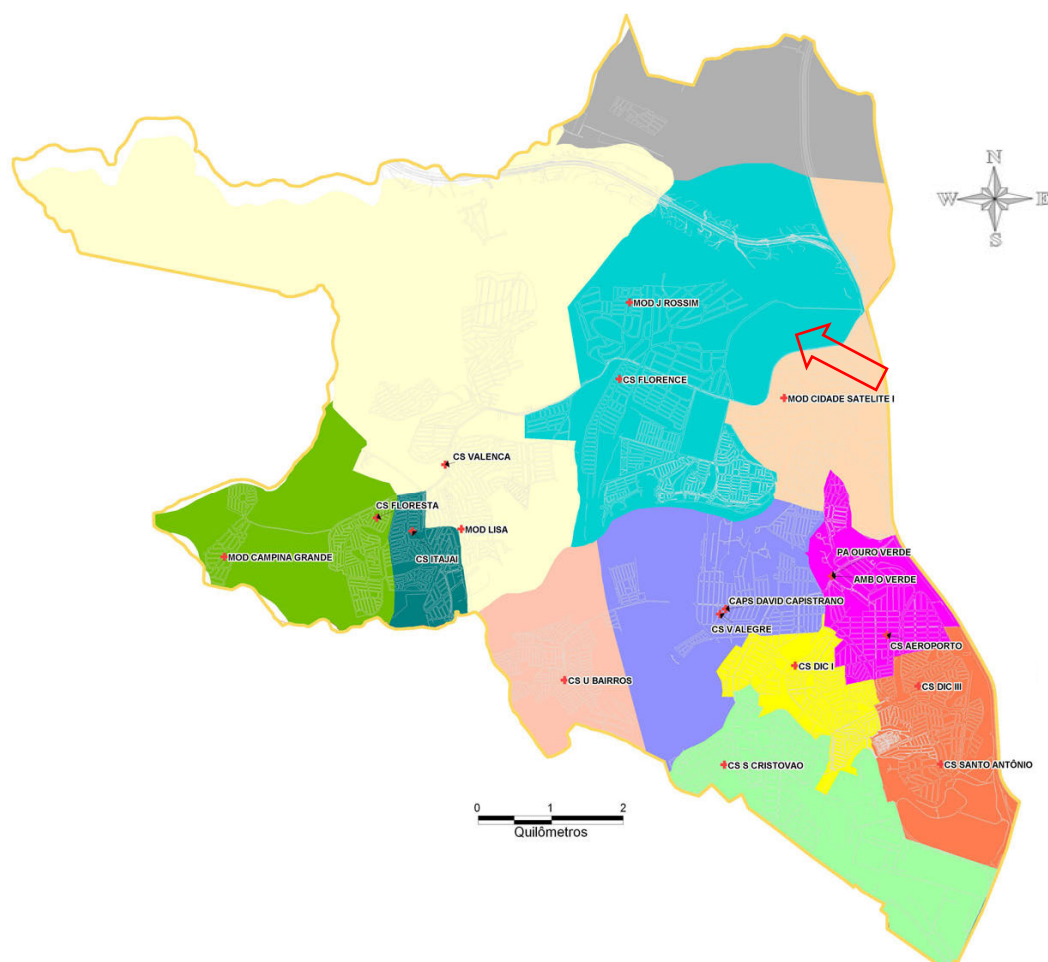 N
W
E
S
MOD J ROSSIM
CS FLORENCE
MOD CIDADE SATELITE I
CS VALENCA
CS FLORESTA
MOD LISA
CS ITAJAI
MOD CAMPINA GRANDE
PA OURO VERDE
AMB O VERDE
CAPS DAVID CAPISTRANO
CS V ALEGRE
CS AEROPORTO
CS DIC I
CS U BAIRROS
CS DIC III
CS S CRISTOVAO
CS SANTO ANTÔNIO
0 1 2
Quilômetros